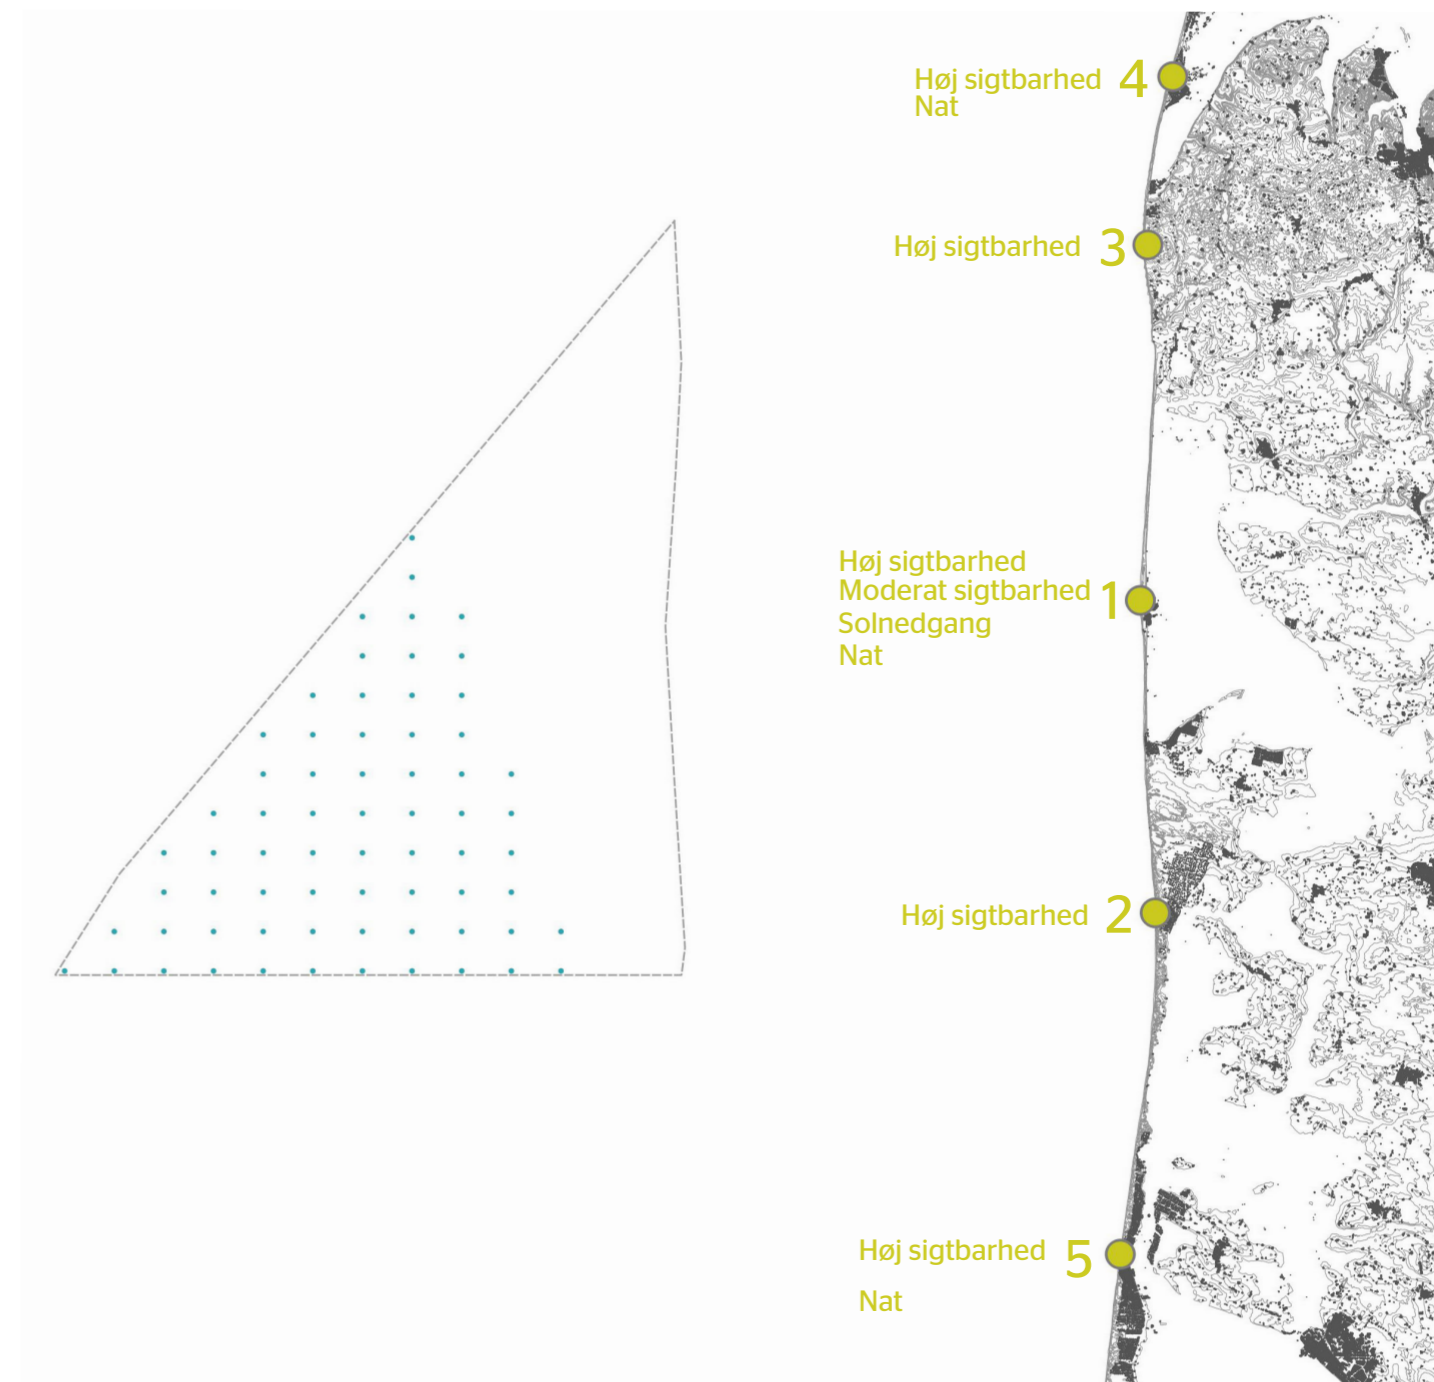 Høj sigtbarhed 4
Nat
Høj sigtbarhed 3
Høj sigtbarhed
Moderat sigtbarhed 1
Solnedgang
Nat
Høj sigtbarhed 2
Høj sigtbarhed 5
Nat